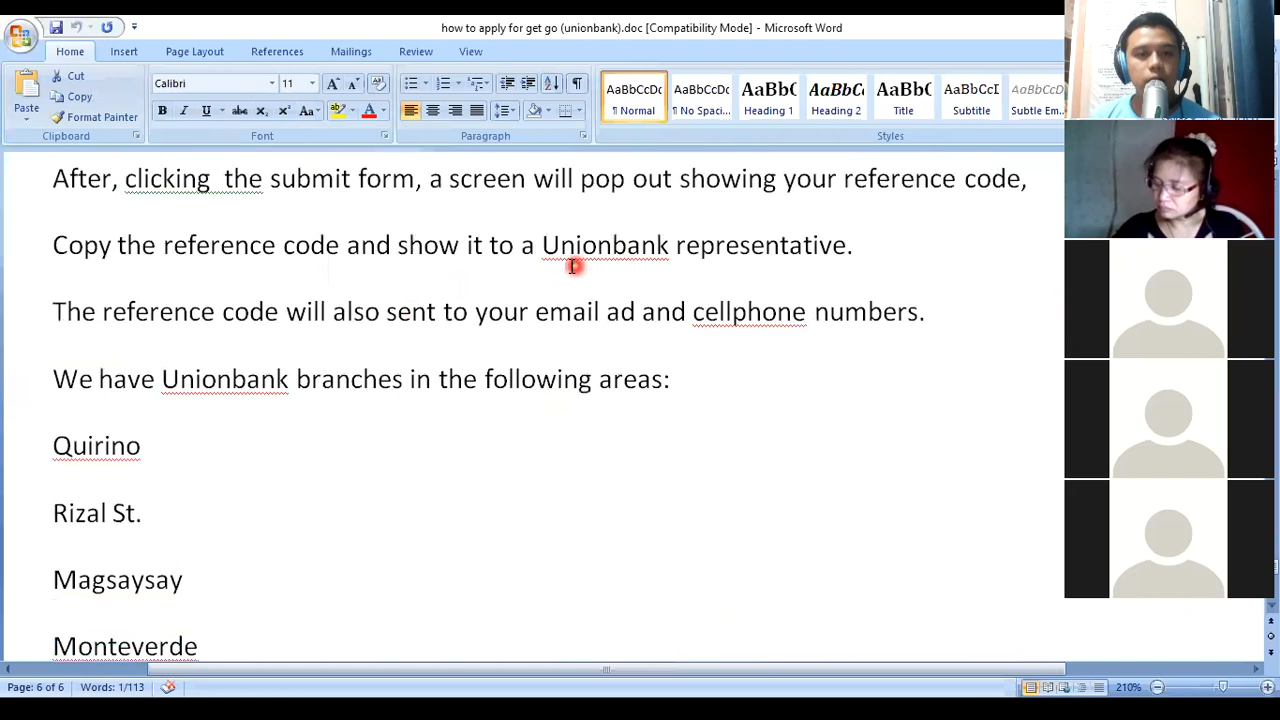 how to apply for get go (unionbank).doc [Compatibility Mode] - Microsoft Word
Home Insert Page Layout References Mailings Review View
Paste
Cut
Copy
Format Painter
Clipboard
Calibri 11
Font
Paragraph
AaBbCcDc AaBbCcDc AaBbC AaBbC AaBbC AaBbCcI AaBbCcDc
¶ Normal ¶ No Spaci... Heading 1 Heading 2 Title Subtitle Subtle Em...
Styles
After, clicking  the submit form, a screen will pop out showing your reference code,
Copy the reference code and show it to a Unionbank representative.
The reference code will also sent to your email ad and cellphone numbers.
We have Unionbank branches in the following areas:
Quirino
Rizal St.
Magsaysay
Monteverde
Page: 6 of 6 Words: 1/113 210%